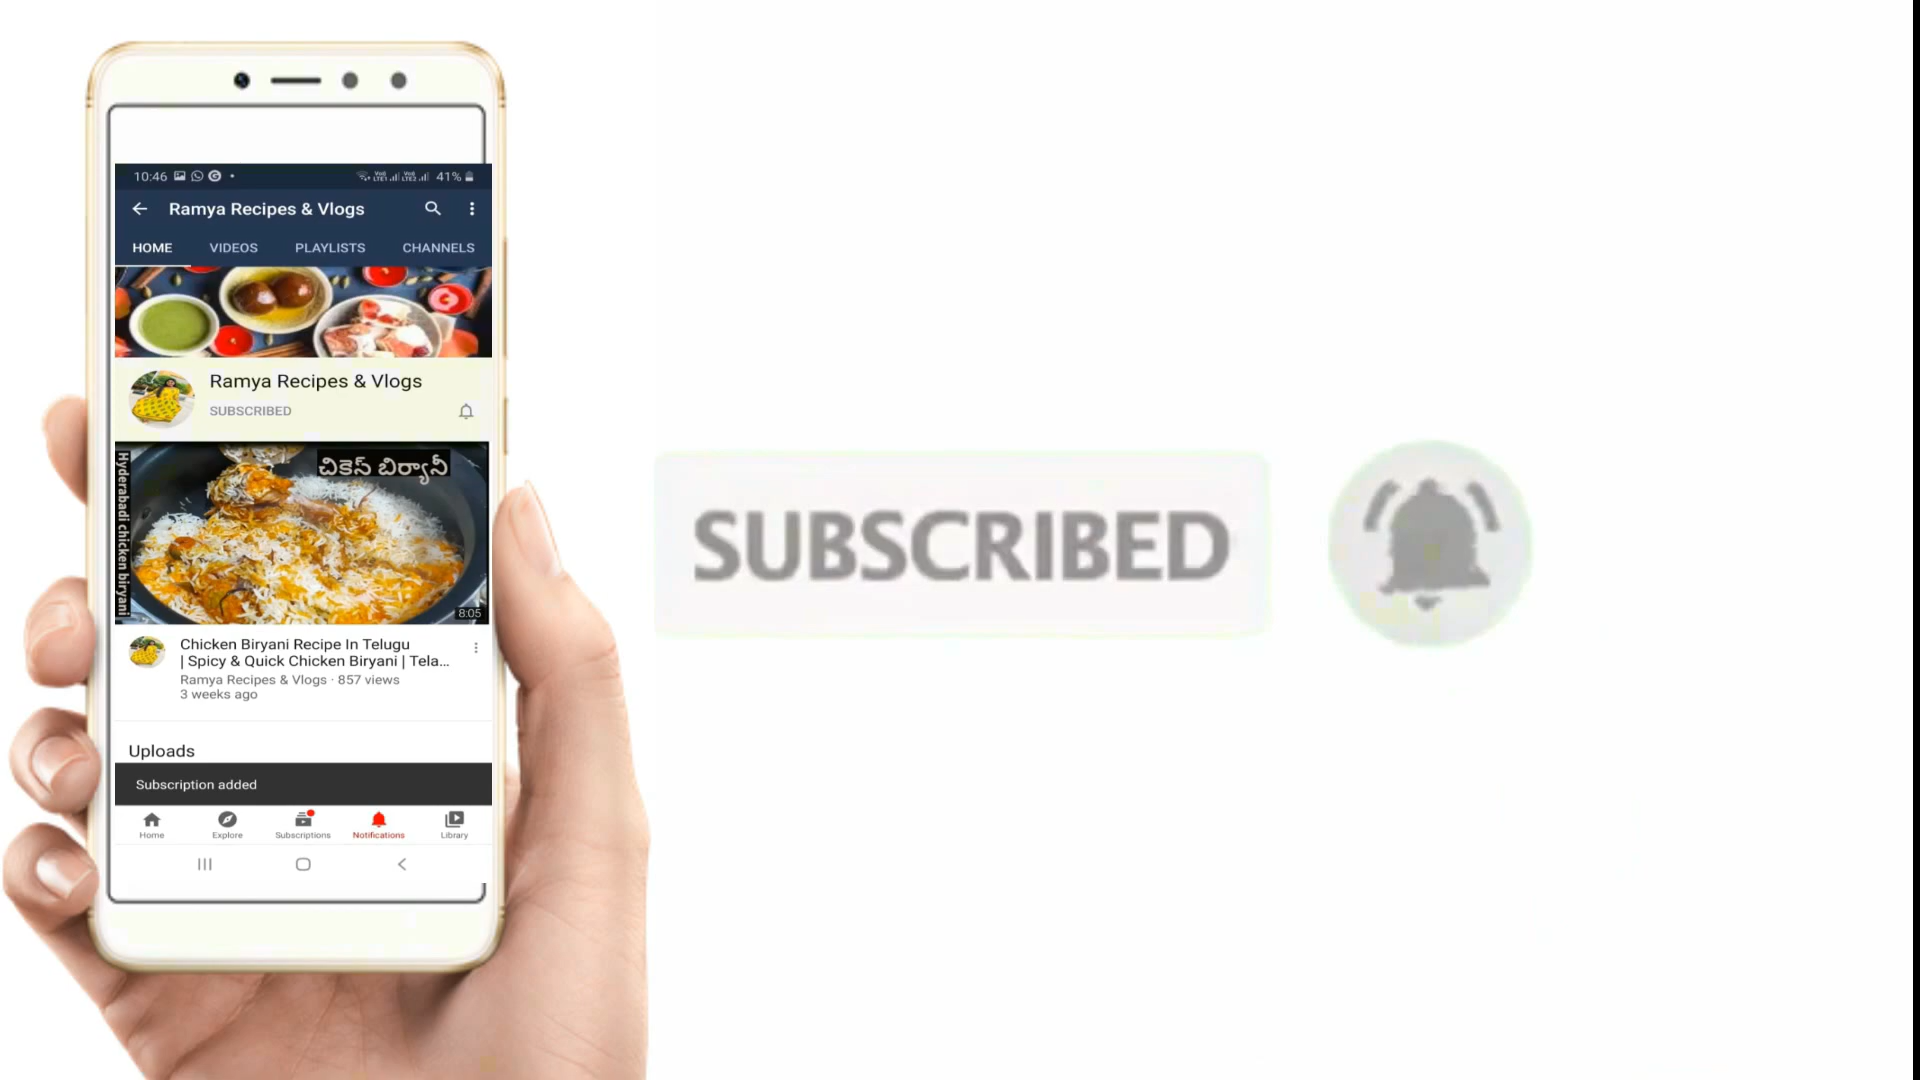 10:46 41%
Ramya Recipes & Vlogs
HOME VIDEOS PLAYLISTS CHANNELS
Ramya Recipes & Vlogs
SUBSCRIBED
చికెన్ బిర్యానీ
Hyderabadi chicken biryani
8:05
Chicken Biryani Recipe In Telugu
| Spicy & Quick Chicken Biryani | Tela...
Ramya Recipes & Vlogs · 857 views
3 weeks ago
Uploads
Subscription added
Home Explore Subscriptions Notifications Library
SUBSCRIBED